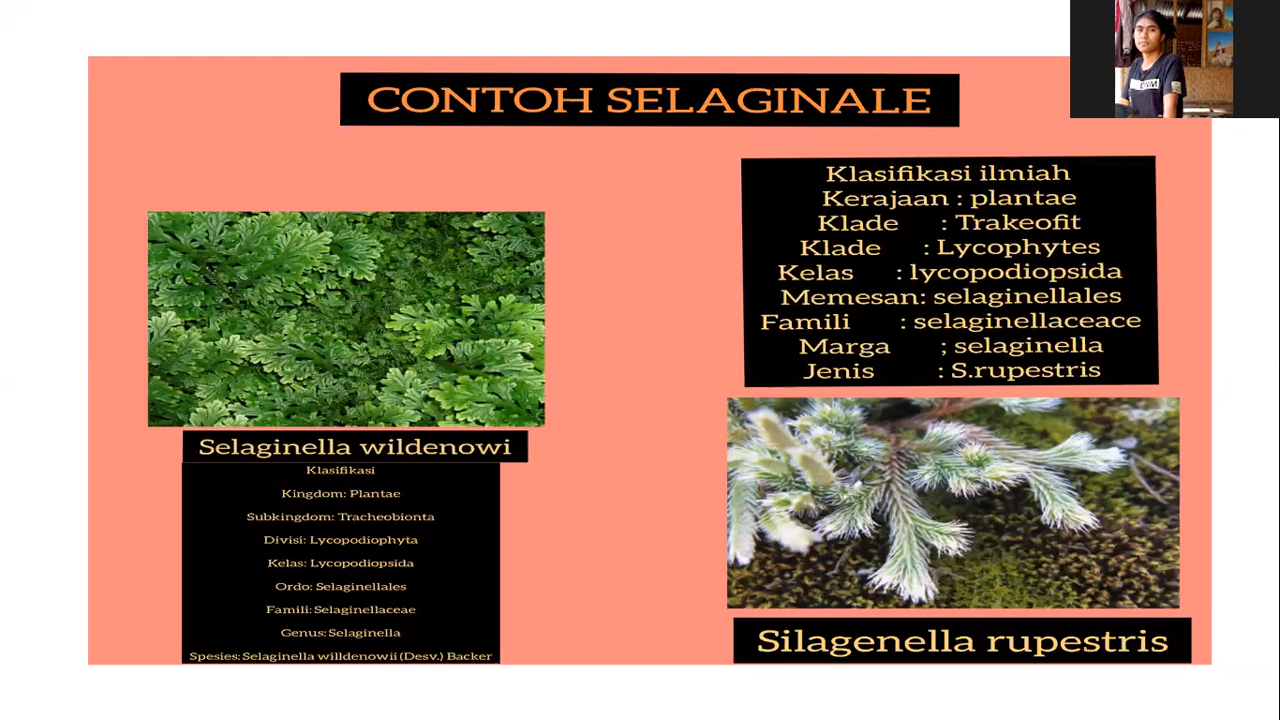 CONTOH SELAGINALE
Selaginella wildenowi
Klasifikasi
Kingdom: Plantae
Subkingdom: Tracheobionta
Divisi: Lycopodiophyta
Kelas: Lycopodiopsida
Ordo: Selaginellales
Famili: Selaginellaceae
Genus: Selaginella
Spesies: Selaginella willdenowii (Desv.) Backer
Klasifikasi ilmiah
Kerajaan : plantae
Klade : Trakeofit
Klade : Lycophytes
Kelas : lycopodiopsida
Memesan: selaginellales
Famili : selaginellaceace
Marga ; selaginella
Jenis : S.rupestris
Silagenella rupestris